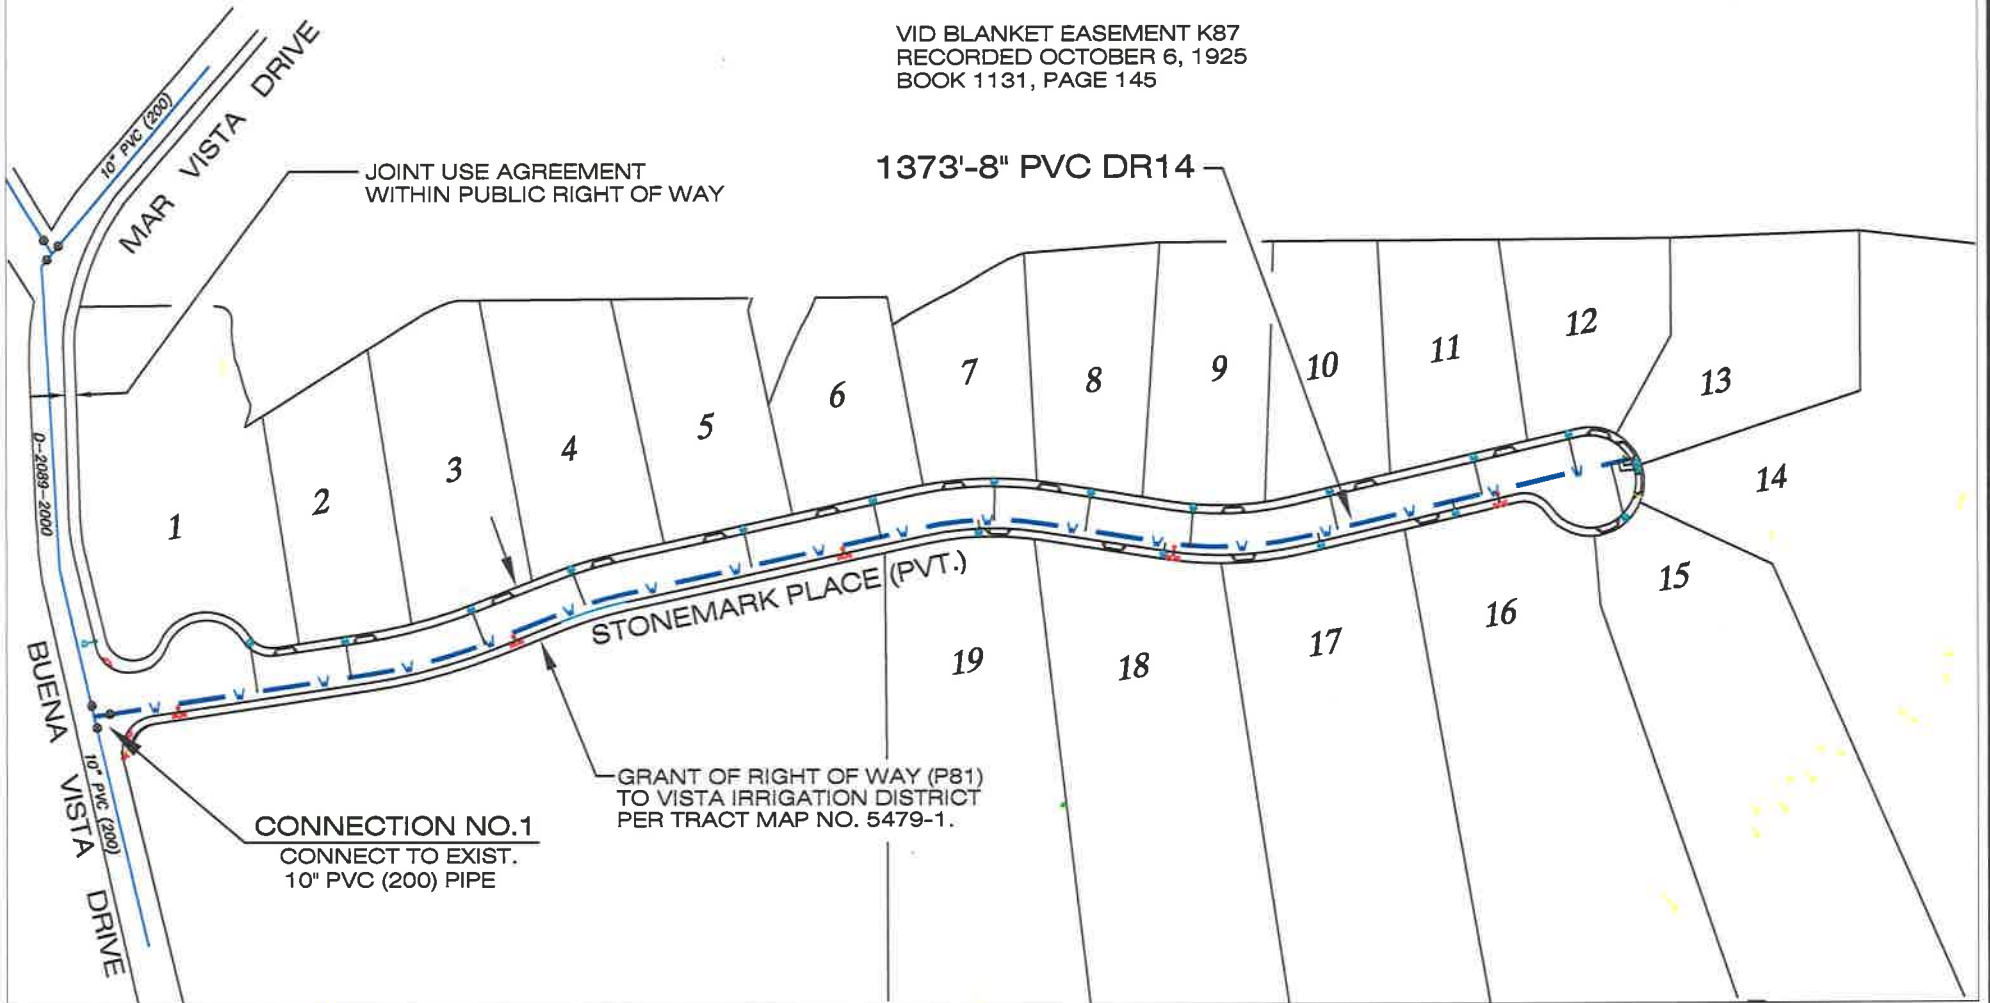 VID BLANKET EASEMENT K87
RECORDED OCTOBER 6, 1925
BOOK 1131, PAGE 145
10" PVC (200)
MAR VISTA DRIVE
JOINT USE AGREEMENT
WITHIN PUBLIC RIGHT OF WAY
1373'-8" PVC DR14
1
2
3
4
5
6
7
8
9
10
11
12
13
14
15
16
17
18
19
D-2089-2000
STONEMARK PLACE (PVT.)
W W W W W W W W W W W W W W W W W
BUENA VISTA DRIVE
10" PVC (200)
GRANT OF RIGHT OF WAY (P81)
TO VISTA IRRIGATION DISTRICT
PER TRACT MAP NO. 5479-1.
CONNECTION NO.1
CONNECT TO EXIST.
10" PVC (200) PIPE